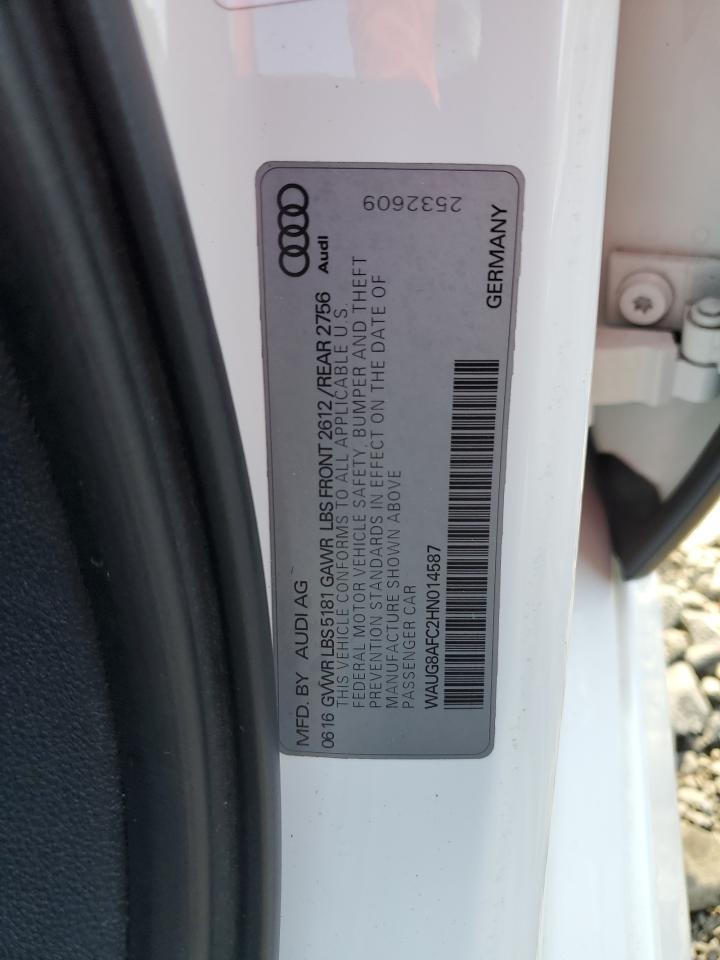 MFD. BY AUDI AG
Audi
0616 GVWR LBS 5181 GAWR LBS FRONT 2612/REAR 2756
THIS VEHICLE CONFORMS TO ALL APPLICABLE U.S.
FEDERAL MOTOR VEHICLE SAFETY, BUMPER AND THEFT
PREVENTION STANDARDS IN EFFECT ON THE DATE OF
MANUFACTURE SHOWN ABOVE
PASSENGER CAR
2532609
WAUG8AFC2HN014587
GERMANY